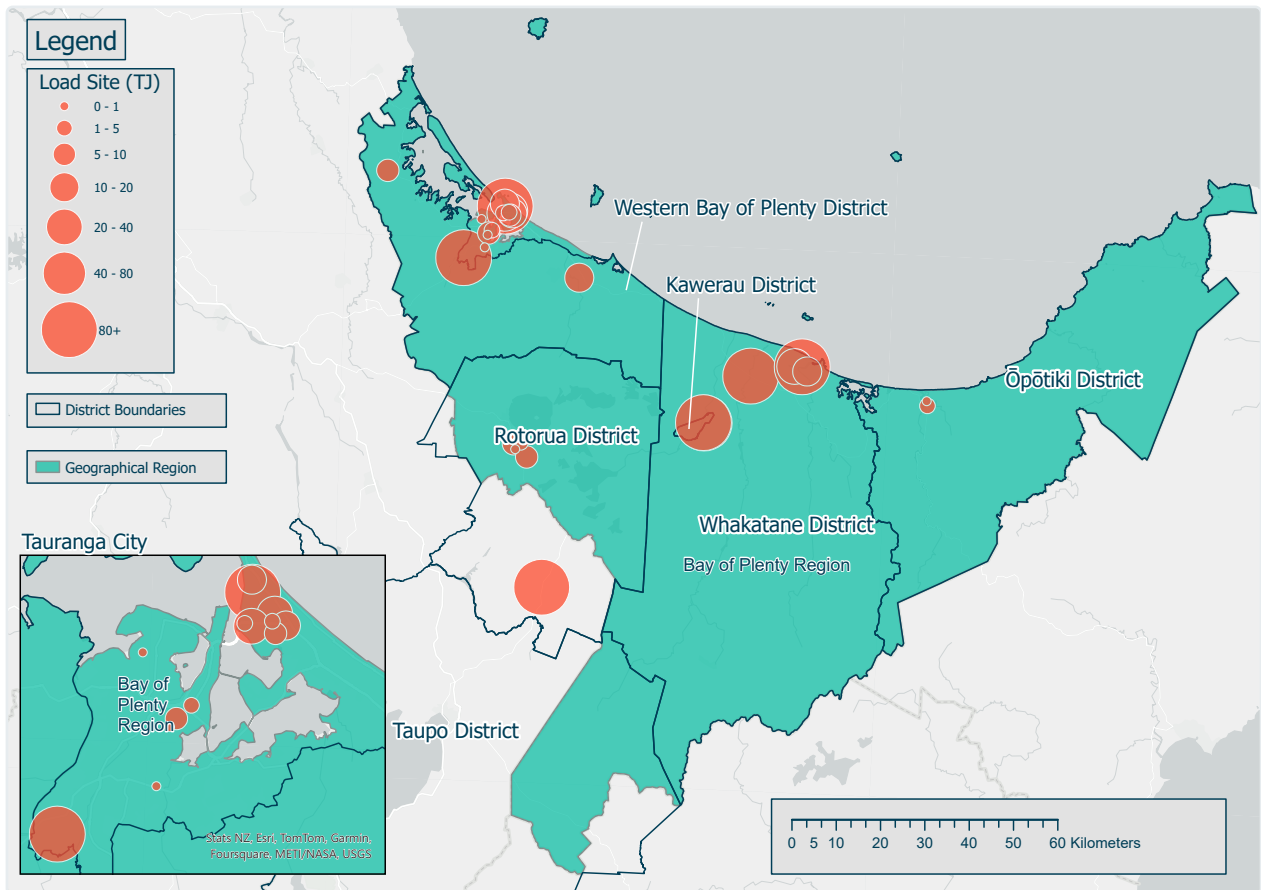 Legend
Load Site (TJ)
0 - 1
1 - 5
5 - 10
10 - 20
20 - 40
40 - 80
80+
District Boundaries
Geographical Region
Western Bay of Plenty District
Kawerau District
Ōpōtiki District
Rotorua District
Whakatane District
Bay of Plenty Region
Taupo District
Tauranga City
Bay of
Plenty
Region
Stats NZ, Esri, TomTom, Garmin,
Foursquare, METI/NASA, USGS
0 5 10 20 30 40 50 60 Kilometers